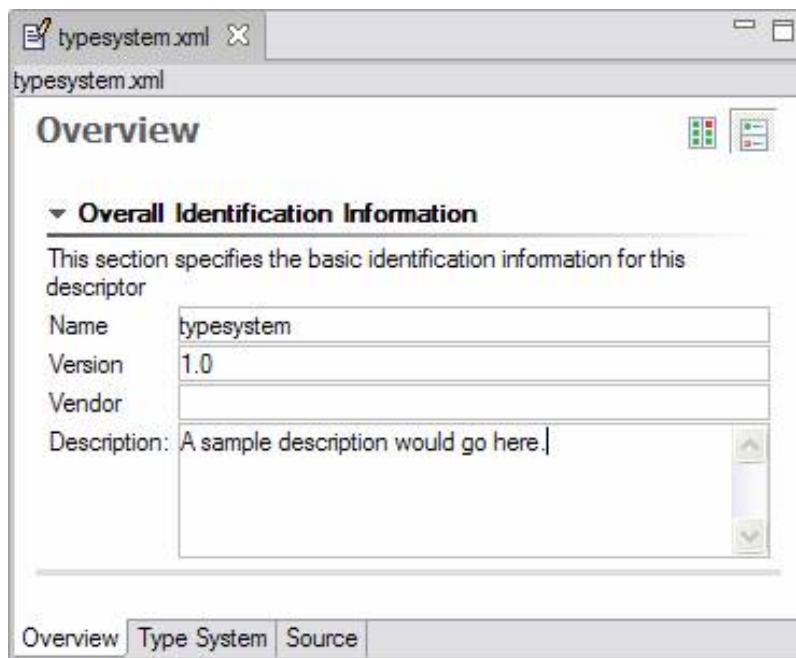 typesystem.xml
typesystem.xml
Overview
Overall Identification Information
This section specifies the basic identification information for this
descriptor
Name typesystem
Version 1.0
Vendor
Description: A sample description would go here.
Overview Type System Source